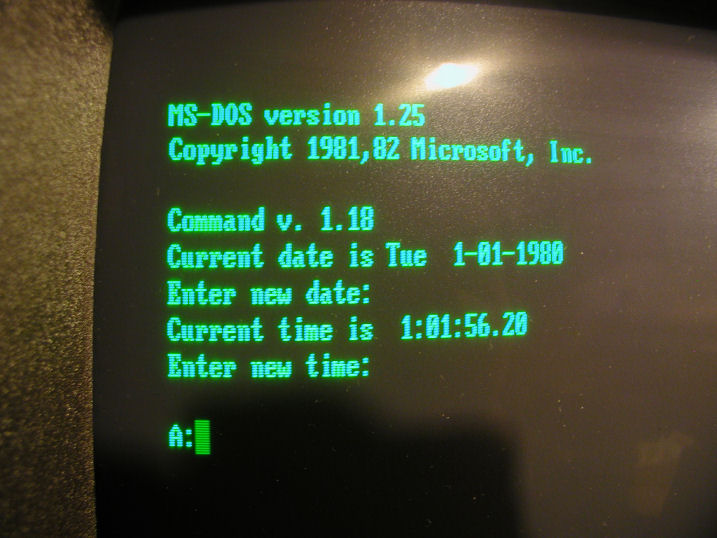 MS-DOS version 1.25
Copyright 1981,82 Microsoft, Inc.
Command v. 1.18
Current date is Tue  1-01-1980
Enter new date:
Current time is  1:01:56.20
Enter new time:
A: